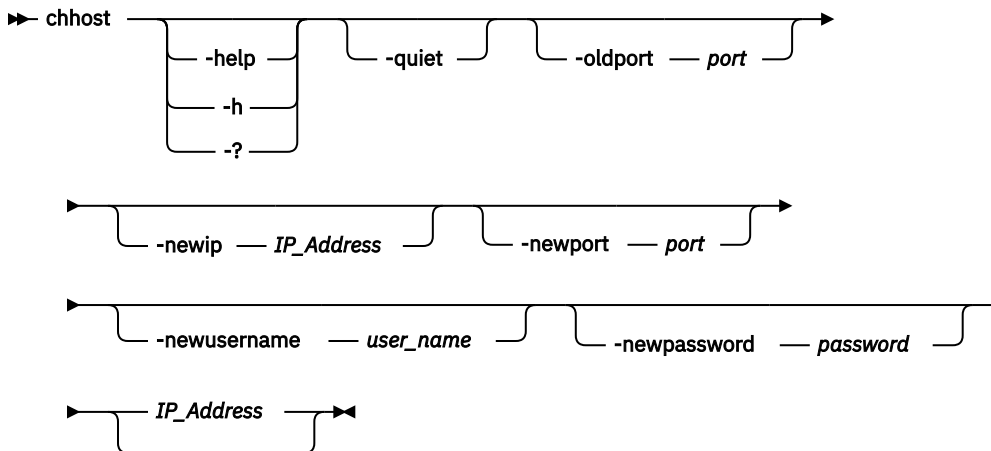 chhost
-help
-h
-?
-quiet
-oldport port
-newip IP_Address
-newport port
-newusername user_name
-newpassword password
IP_Address